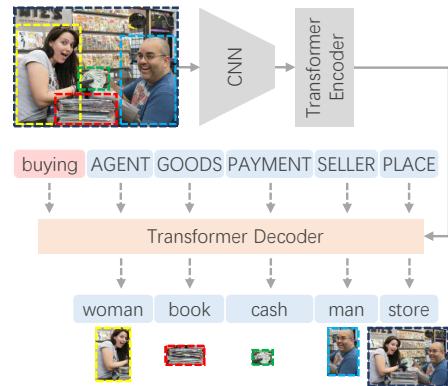 CNN
Transformer
Encoder
buying AGENT GOODS PAYMENT SELLER PLACE
Transformer Decoder
woman book cash man store